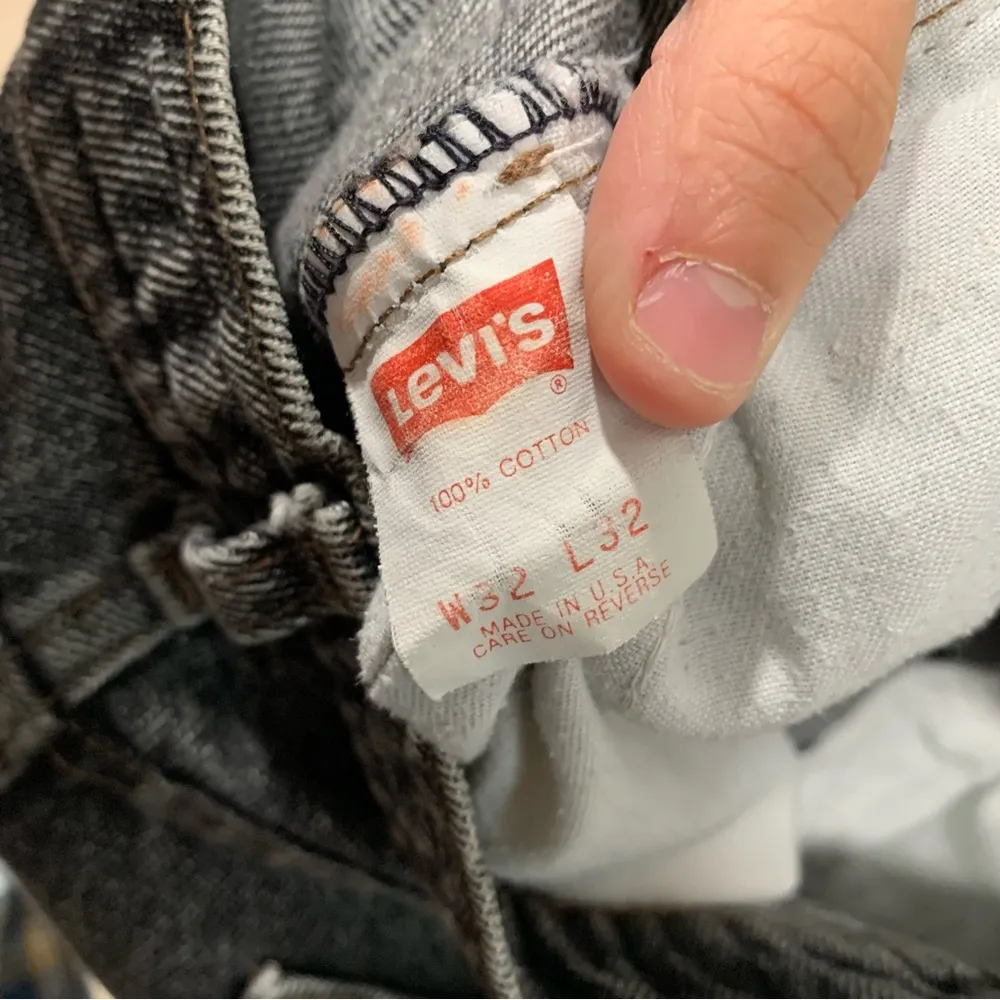 Levi's
®
100% COTTON
W32 L32
MADE IN U.S.A.
CARE ON REVERSE